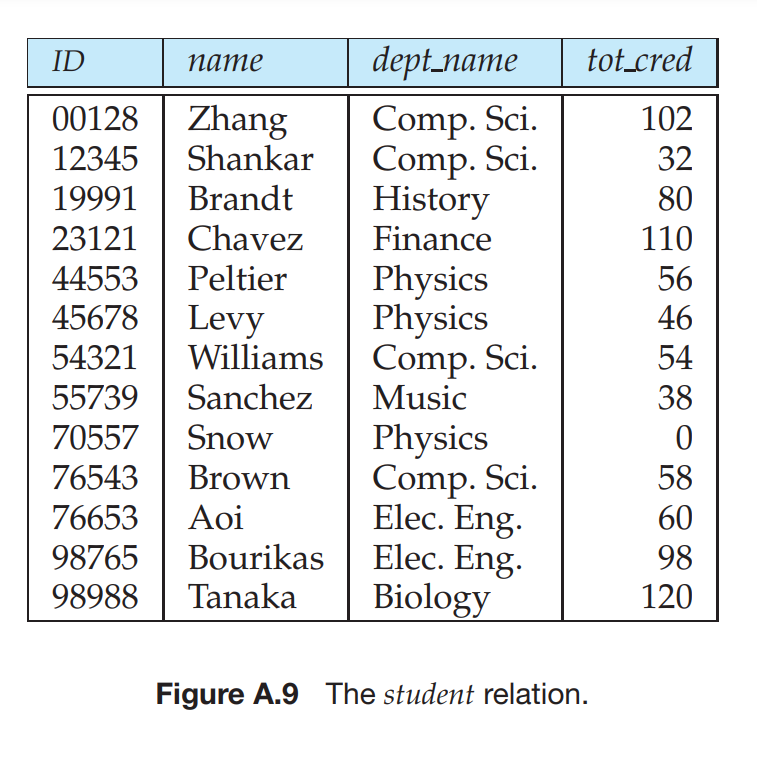 ID name dept_name tot_cred
00128 Zhang Comp. Sci. 102
12345 Shankar Comp. Sci. 32
19991 Brandt History 80
23121 Chavez Finance 110
44553 Peltier Physics 56
45678 Levy Physics 46
54321 Williams Comp. Sci. 54
55739 Sanchez Music 38
70557 Snow Physics 0
76543 Brown Comp. Sci. 58
76653 Aoi Elec. Eng. 60
98765 Bourikas Elec. Eng. 98
98988 Tanaka Biology 120
Figure A.9 The student relation.